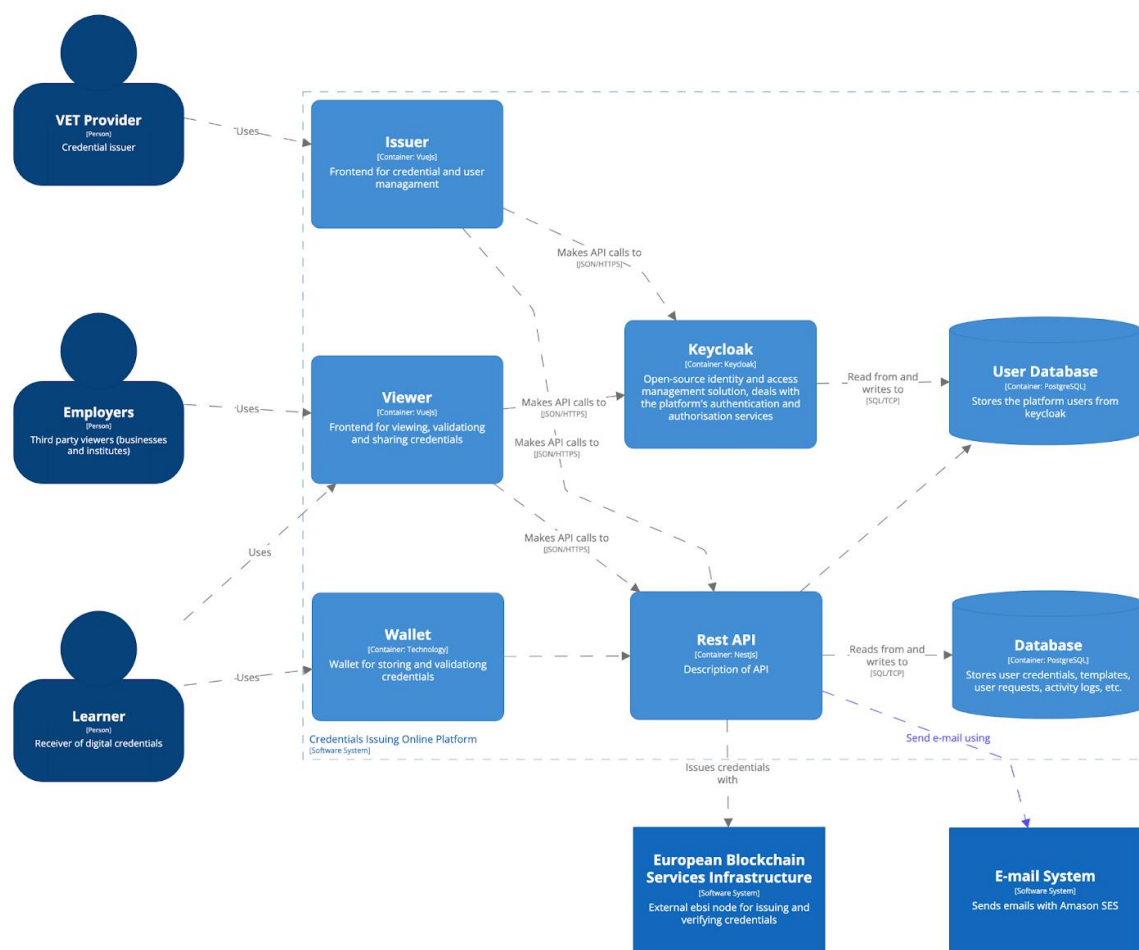 VET Provider
[Person]
Credential issuer
Uses
Issuer
[Container: VueJs]
Frontend for credential and user
managament
Makes API calls to
[JSON/HTTPS]
Employers
[Person]
Third party viewers (businesses
and institutes)
Uses
Viewer
[Container: VueJs]
Frontend for viewing, validationg
and sharing credentials
Makes API calls to
[JSON/HTTPS]
Makes API calls to
[JSON/HTTPS]
Makes API calls to
[JSON/HTTPS]
Keycloak
[Container: Keycloak]
Open-source identity and access
management solution, deals with
the platform's authentication and
authorisation services
Read from and
writes to
[SQL/TCP]
User Database
[Container: PostgreSQL]
Stores the platform users from
keycloak
Uses
Learner
[Person]
Receiver of digital credentials
Uses
Wallet
[Container: Technology]
Wallet for storing and validationg
credentials
Rest API
[Container: NestJs]
Description of API
Reads from and
writes to
[SQL/TCP]
Database
[Container: PostgreSQL]
Stores user credentials, templates,
user requests, activity logs, etc.
Credentials Issuing Online Platform
[Software System]
Send e-mail using
Issues credentials
with
European Blockchain
Services Infrastructure
[Software System]
External ebsi node for issuing and
verifying credentials
E-mail System
[Software System]
Sends emails with Amazon SES